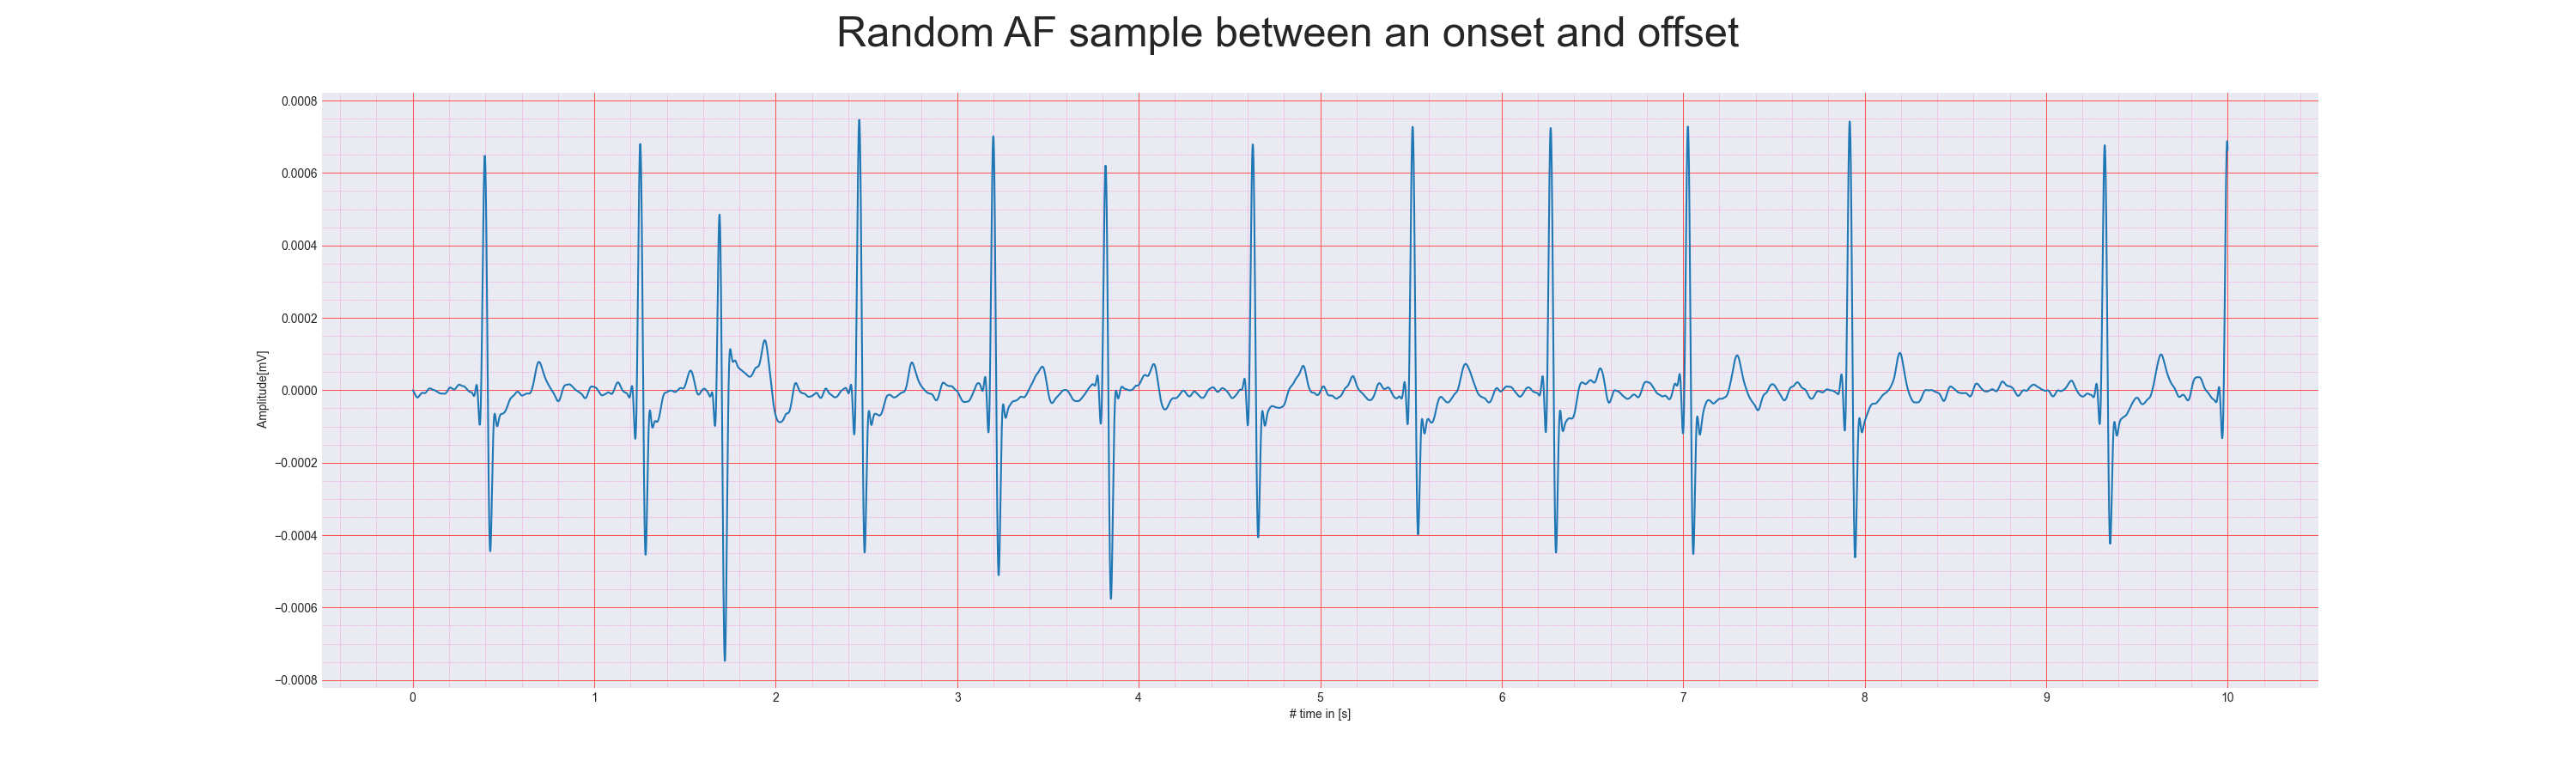 Random AF sample between an onset and offset
0.0008
0.0006
0.0004
0.0002
0.0000
−0.0002
−0.0004
−0.0006
−0.0008
Amplitude[mV]
0 1 2 3 4 5 6 7 8 9 10
# time in [s]